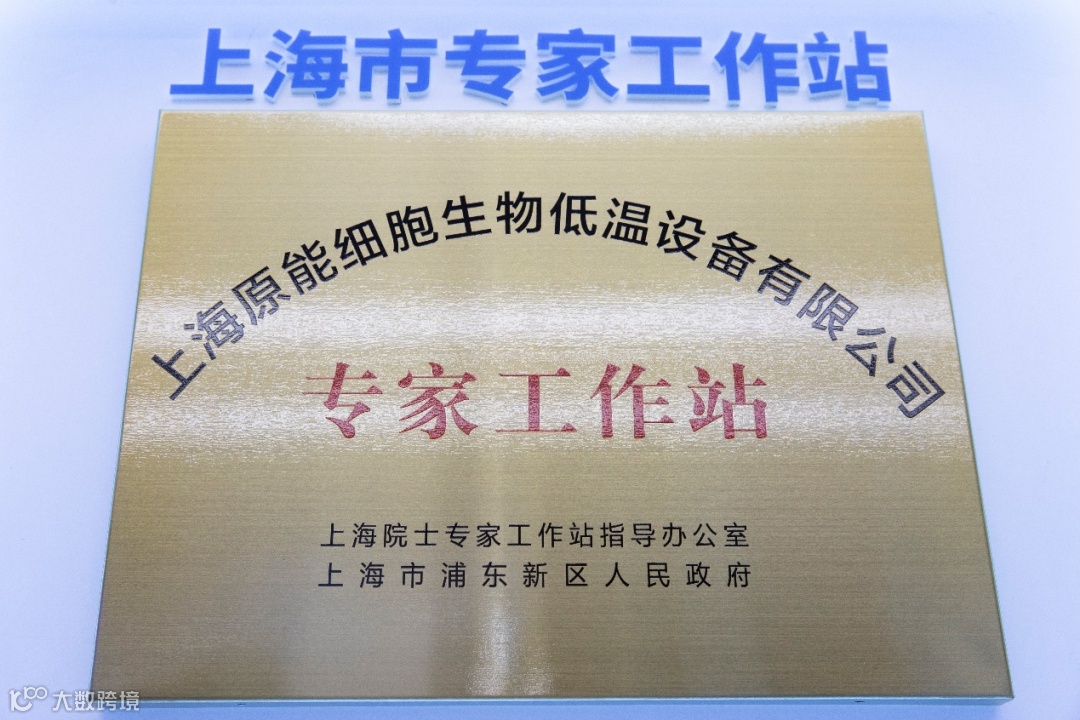 上海市专家工作站
上海原能细胞生物低温设备有限公司
专家工作站
上海院士专家工作站指导办公室
上海市浦东新区人民政府
大数跨境